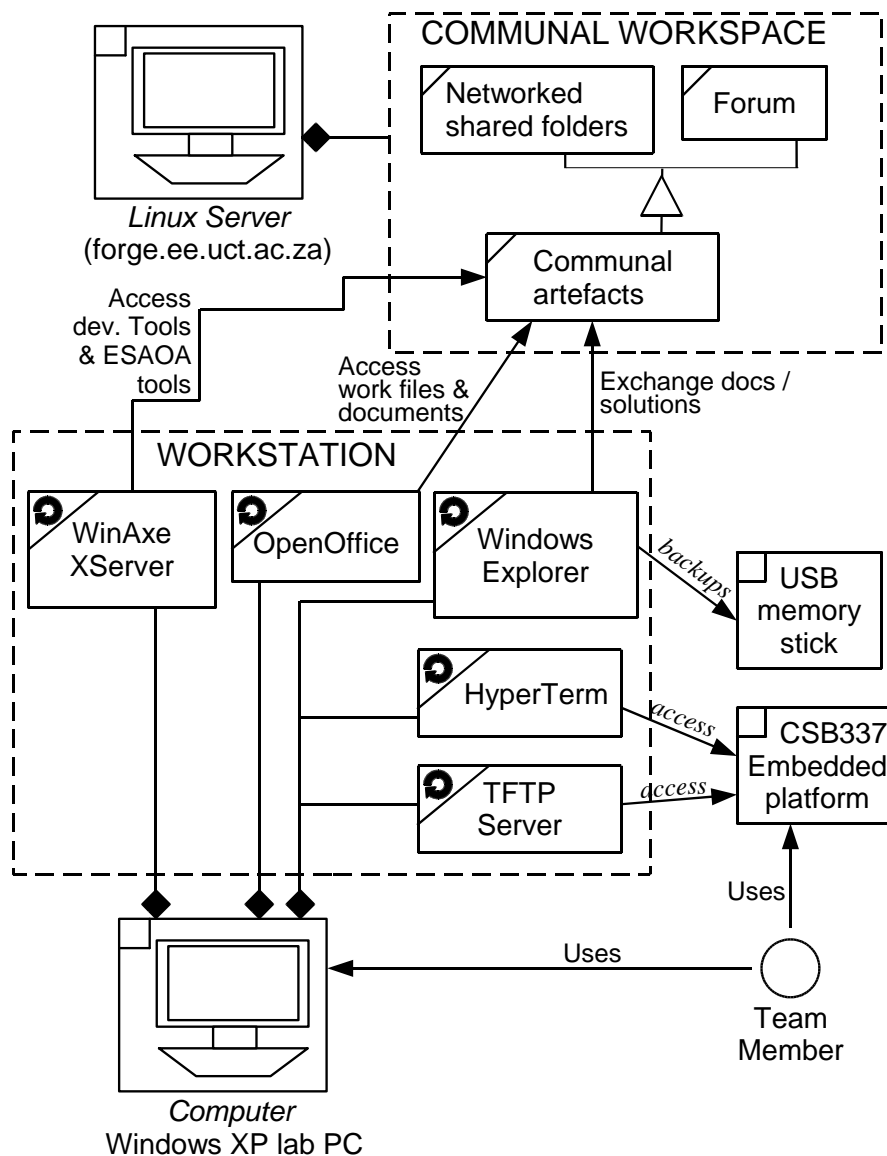 COMMUNAL WORKSPACE
Networked
shared folders
Forum
Linux Server
(forge.ee.uct.ac.za)
Communal
artefacts
Access
dev. Tools
& ESAOA
tools
Access
work files &
documents
Exchange docs /
solutions
WORKSTATION
WinAxe
XServer
OpenOffice
Windows
Explorer
backups
USB
memory
stick
HyperTerm
access
CSB337
Embedded
platform
TFTP
Server
access
Uses
Uses
Team
Member
Computer
Windows XP lab PC